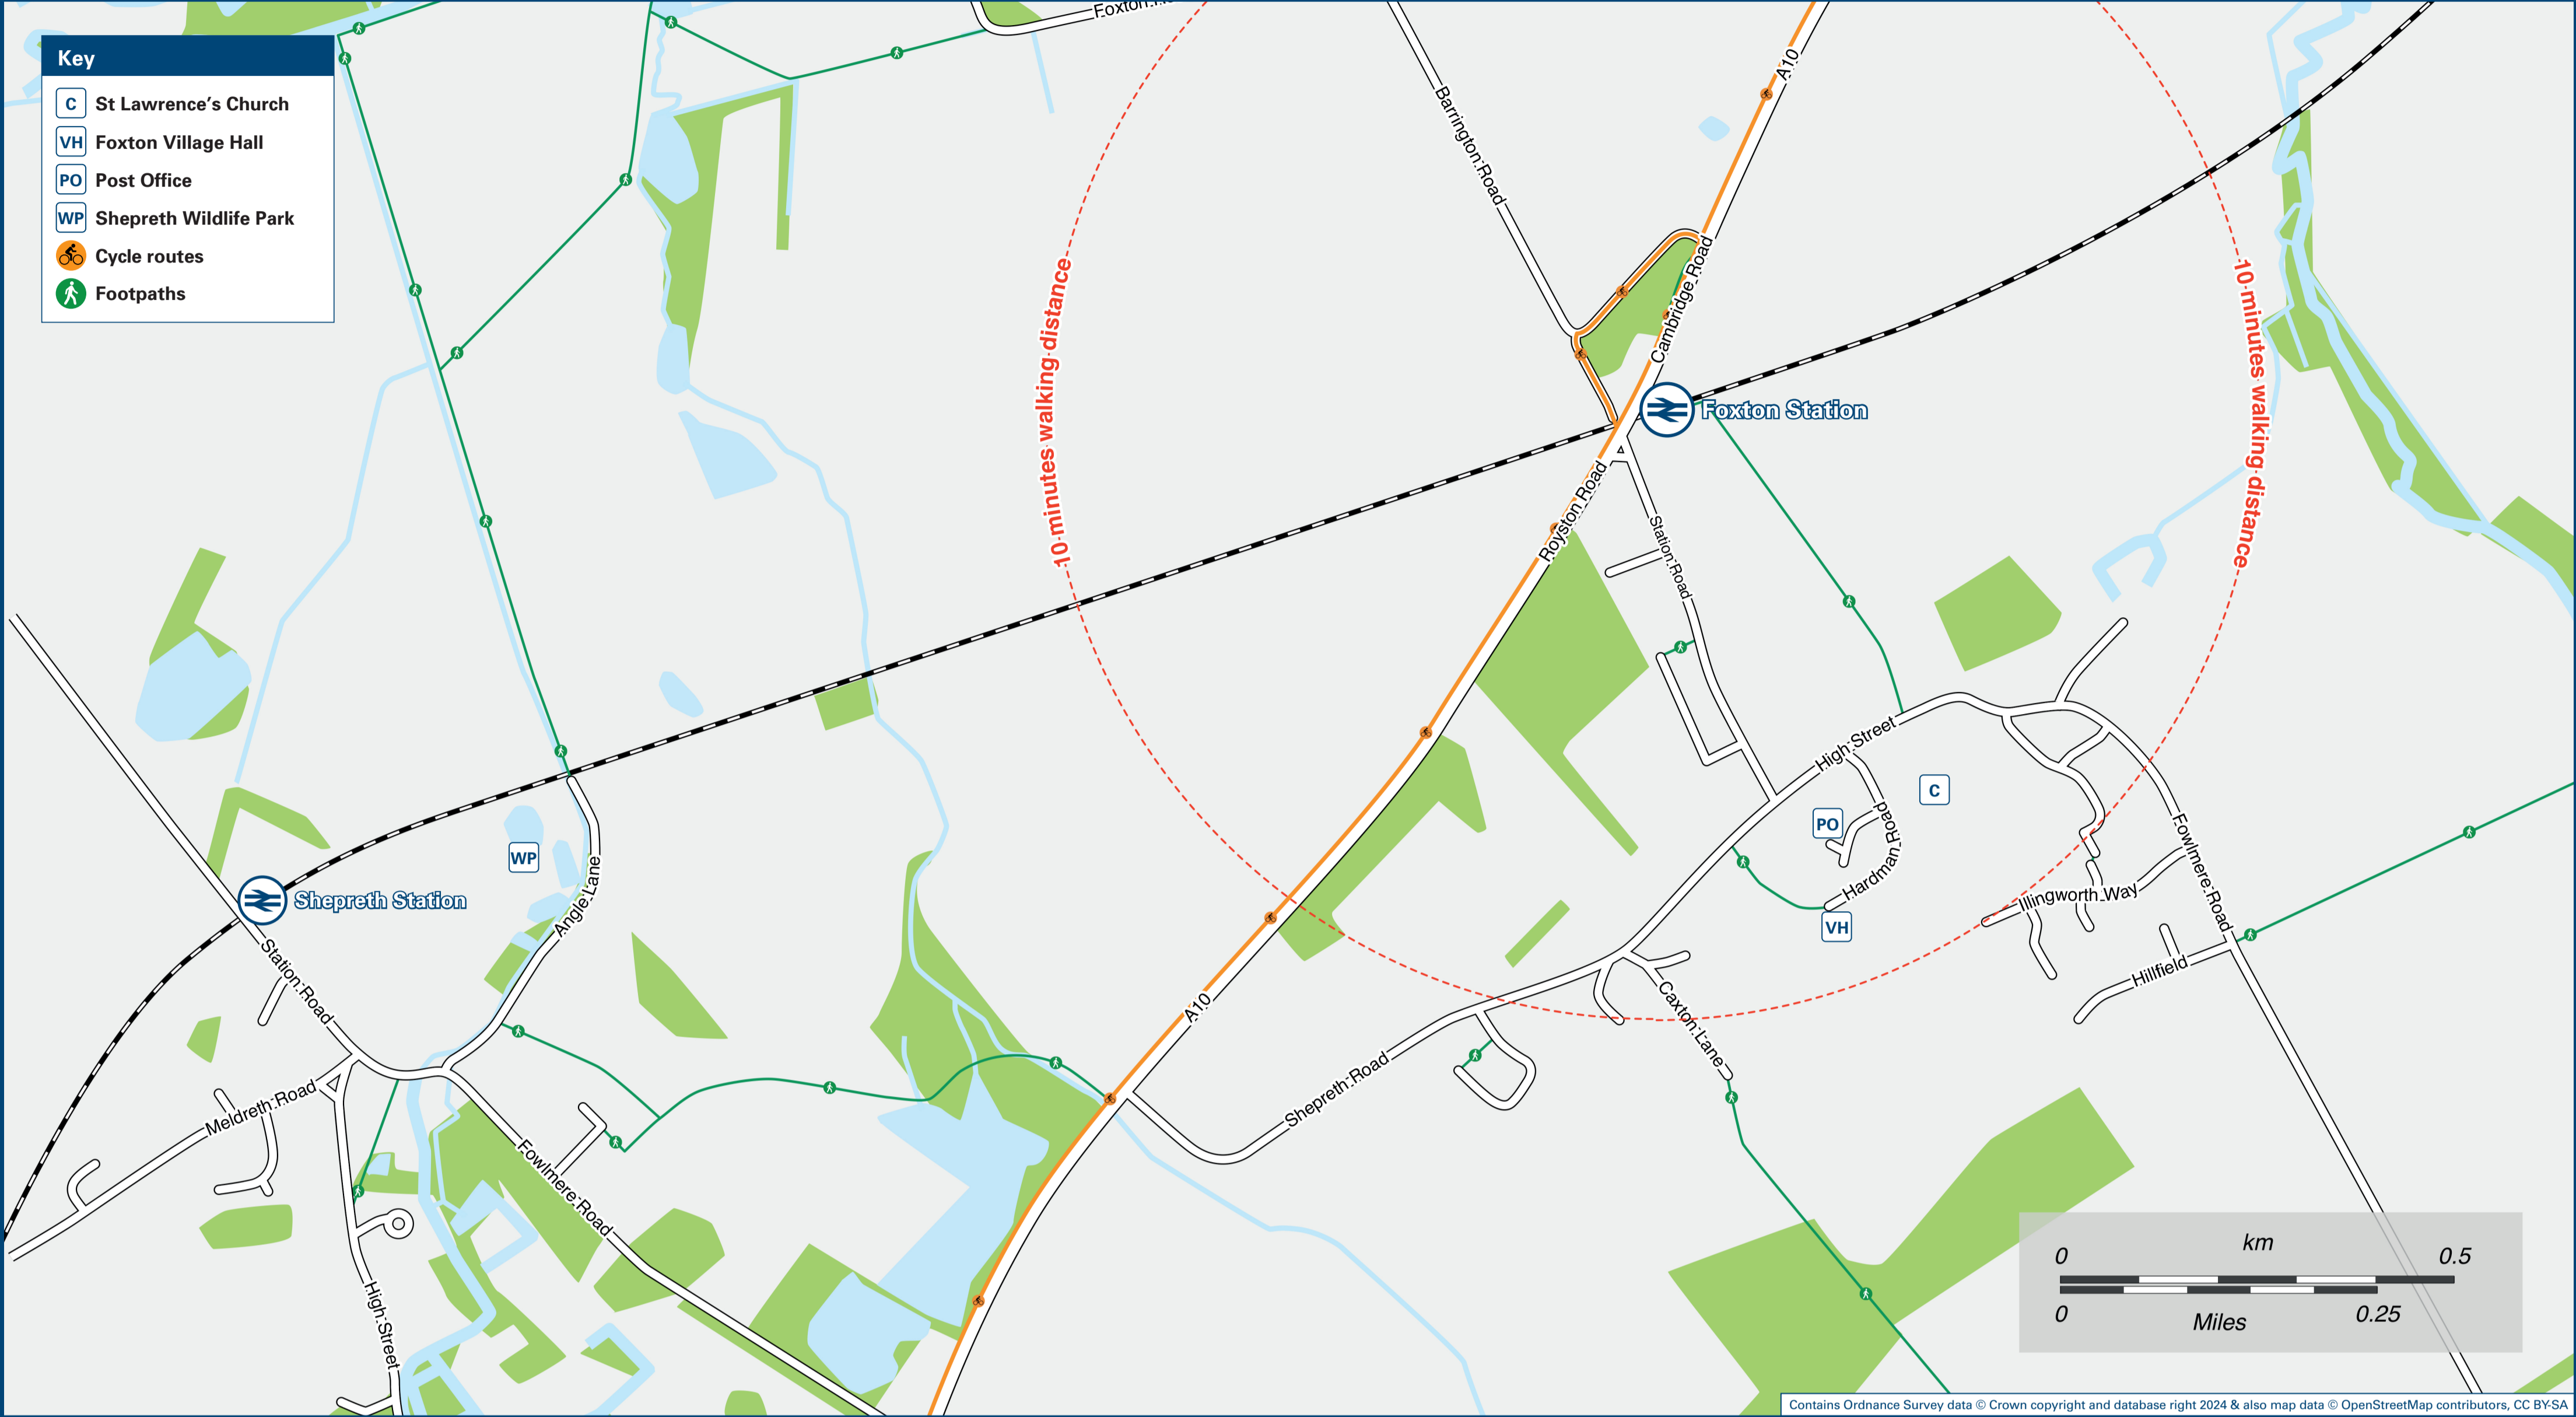 Key
C St Lawrence's Church
VH Foxton Village Hall
PO Post Office
WP Shepreth Wildlife Park
Cycle routes
Footpaths
A10
Barrington Road
Cambridge Road
10 minutes walking distance
10 minutes walking distance
Foxton Station
Royston Road
Station Road
High Street
C
PO
Hardman Road
VH
Fowlmere Road
Illingworth Way
Hillfield
WP
Shepreth Station
Angle Lane
Station Road
A10
Caxton Lane
Shepreth Road
Meldreth Road
Fowlmere Road
High Street
km
0 0.5
0 0.25
Miles
Contains Ordnance Survey data © Crown copyright and database right 2024 & also map data © OpenStreetMap contributors, CC BY-SA